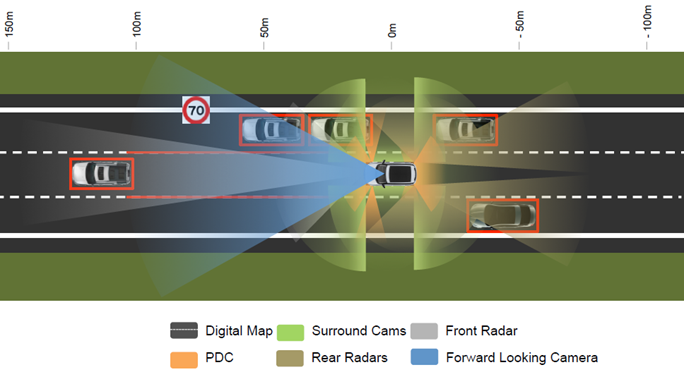 150m 100m 50m 0m - 50m - 100m
70
Digital Map Surround Cams Front Radar
PDC Rear Radars Forward Looking Camera